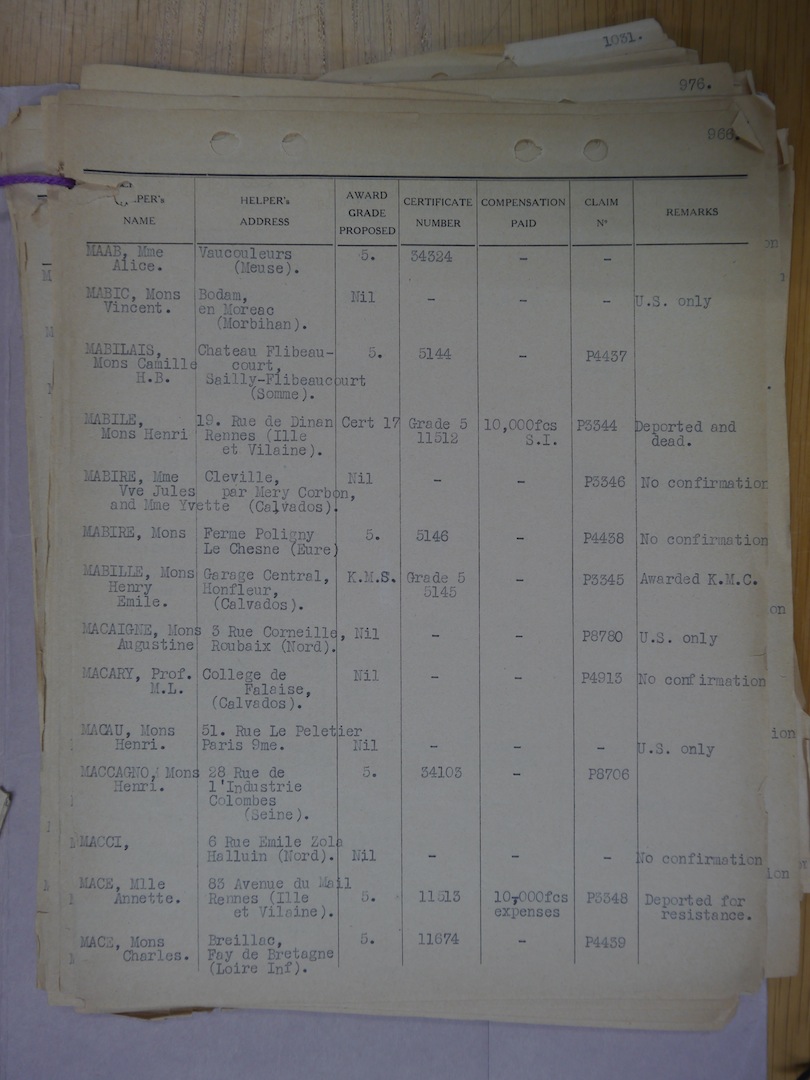 1031.
976.
966.
PER's NAME HELPER's ADDRESS AWARD GRADE PROPOSED CERTIFICATE NUMBER COMPENSATION PAID CLAIM N° REMARKS
MAAB, Mme Vaucouleurs 5. 34324 - -
Alice. (Meuse).
MABIC, Mons Bodam, Nil - - - U.S. only
Vincent. en Moreac
(Morbihan).
MABILAIS, Chateau Flibeau- 5. 5144 - P4437
Mons Camille court,
H.B. Sailly-Flibeaucourt
(Somme).
MABILE, 19. Rue de Dinan Cert 17 Grade 5 10,000fcs P3344 Deported and
Mons Henri Rennes (Ille 11512 S.I. dead.
et Vilaine).
MABIRE, Mme Cleville, Nil - - P3346 No confirmation
Vve Jules par Mery Corbon,
and Mme Yvette (Calvados).
MABIRE, Mons Ferme Poligny 5. 5146 - P4438 No confirmation
Le Chesne (Eure)
MABILLE, Mons Garage Central, K.M.S. Grade 5 - P3345 Awarded K.M.C.
Henry Honfleur, 5145
Emile. (Calvados).
MACAIGNE, Mons 3 Rue Corneille, Nil - - P8780 U.S. only
Augustine Roubaix (Nord).
MACARY, Prof. College de Nil - - P4913 No confirmation
M.L. Falaise,
(Calvados).
MACAU, Mons 51. Rue Le Peletier
Henri. Paris 9me. Nil - - - U.S. only
MACCAGNO, Mons 28 Rue de 5. 34103 - P8706
Henri. l'Industrie
Colombes
(Seine).
MACCI, 6 Rue Emile Zola
Halluin (Nord). Nil - - - No confirmation
MACE, Mlle 83 Avenue du Mail
Annette. Rennes (Ille 5. 11513 10,000fcs P3348 Deported for
et Vilaine). expenses resistance.
MACE, Mons Breillac, 5. 11674 - P4439
Charles. Fay de Bretagne
(Loire Inf).